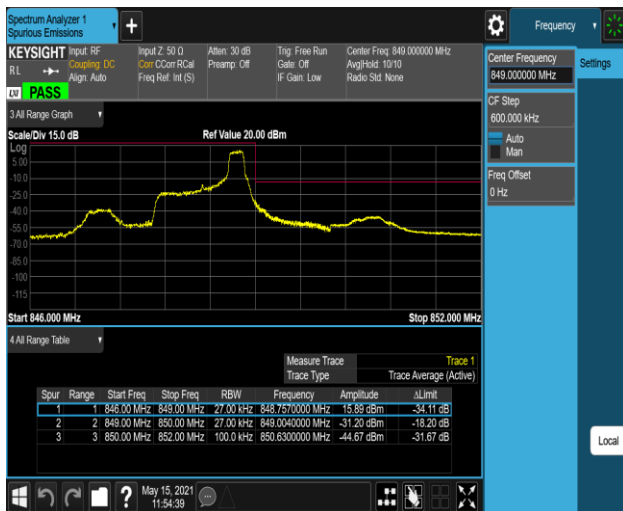 Spectrum Analyzer 1
Spurious Emissions
Frequency
KEYSIGHT
RL
Input: RF
Coupling: DC
Align: Auto
Input Z: 50 Ω
Corr CCorr RCal
Freq Ref: Int (S)
Atten: 30 dB
Preamp: Off
Trig: Free Run
Gate: Off
IF Gain: Low
Center Freq: 849.000000 MHz
Avg|Hold: 10/10
Radio Std: None
LXI PASS
Center Frequency
849.000000 MHz
Settings
CF Step
600.000 kHz
Auto
Man
Freq Offset
0 Hz
3 All Range Graph
Scale/Div 15.0 dB
Ref Value 20.00 dBm
Log
5.00
-10.0
-25.0
-40.0
-55.0
-70.0
-85.0
-100
-115
Start 846.000 MHz
Stop 852.000 MHz
4 All Range Table
Measure Trace Trace 1
Trace Type Trace Average (Active)
Spur Range Start Freq Stop Freq RBW Frequency Amplitude ΔLimit
1 1 846.00 MHz 849.00 MHz 27.00 kHz 848.7570000 MHz 15.89 dBm -34.11 dB
2 2 849.00 MHz 850.00 MHz 27.00 kHz 849.0040000 MHz -31.20 dBm -18.20 dB
3 3 850.00 MHz 852.00 MHz 100.0 kHz 850.6300000 MHz -44.67 dBm -31.67 dB
Local
May 15, 2021
11:54:39